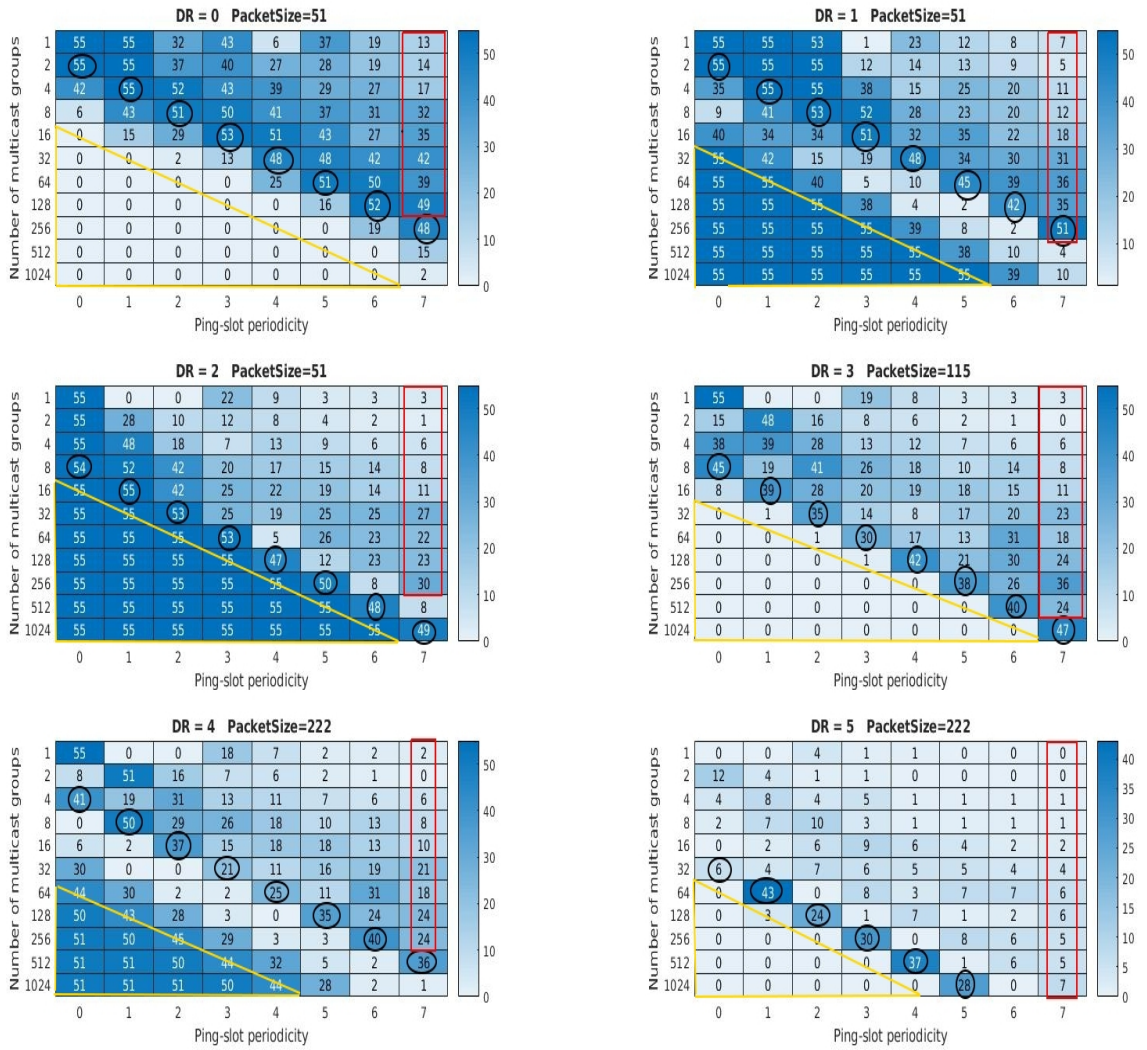 DR = 0 PacketSize=51
Number of multicast groups
1 55 55 32 43 6 37 19 13
2 55 55 37 40 27 28 19 14
4 42 55 52 43 39 29 27 17
8 6 43 51 50 41 37 31 32
16 0 15 29 53 51 43 27 35
32 0 0 2 13 48 48 42 42
64 0 0 0 0 25 51 50 39
128 0 0 0 0 0 16 52 49
256 0 0 0 0 0 0 19 48
512 0 0 0 0 0 0 0 15
1024 0 0 0 0 0 0 0 2
0 1 2 3 4 5 6 7
Ping-slot periodicity
50
40
30
20
10
0
DR = 1 PacketSize=51
Number of multicast groups
1 55 55 53 1 23 12 8 7
2 55 55 55 12 14 13 9 5
4 35 55 55 38 15 25 20 11
8 9 41 53 52 28 23 20 12
16 40 34 34 51 32 35 22 18
32 55 42 15 19 48 34 30 31
64 55 55 40 5 10 45 39 36
128 55 55 55 38 4 2 42 35
256 55 55 55 55 39 8 2 51
512 55 55 55 55 55 38 10 4
1024 55 55 55 55 55 55 39 10
0 1 2 3 4 5 6 7
Ping-slot periodicity
50
40
30
20
10
DR = 2 PacketSize=51
Number of multicast groups
1 55 0 0 22 9 3 3 3
2 55 28 10 12 8 4 2 1
4 55 48 18 7 13 9 6 6
8 54 52 42 20 17 15 14 8
16 55 55 42 25 22 19 14 11
32 55 55 53 25 19 25 25 27
64 55 55 55 53 5 26 23 22
128 55 55 55 55 47 12 23 23
256 55 55 55 55 55 50 8 30
512 55 55 55 55 55 55 48 8
1024 55 55 55 55 55 55 55 49
0 1 2 3 4 5 6 7
Ping-slot periodicity
50
40
30
20
10
0
DR = 3 PacketSize=115
Number of multicast groups
1 55 0 0 19 8 3 3 3
2 15 48 16 8 6 2 1 0
4 38 39 28 13 12 7 6 6
8 45 19 41 26 18 10 14 8
16 8 39 28 20 19 18 15 11
32 0 1 35 14 8 17 20 23
64 0 0 1 30 17 13 31 18
128 0 0 0 1 42 21 30 24
256 0 0 0 0 0 38 26 36
512 0 0 0 0 0 0 40 24
1024 0 0 0 0 0 0 0 47
0 1 2 3 4 5 6 7
Ping-slot periodicity
50
40
30
20
10
0
DR = 4 PacketSize=222
Number of multicast groups
1 55 0 0 18 7 2 2 2
2 8 51 16 7 6 2 1 0
4 41 19 31 13 11 7 6 6
8 0 50 29 26 18 10 13 8
16 6 2 37 15 18 18 13 10
32 30 0 0 21 11 16 19 21
64 44 30 2 2 25 11 31 18
128 50 43 28 3 0 35 24 24
256 51 50 45 29 3 3 40 24
512 51 51 50 44 32 5 2 36
1024 51 51 51 50 44 28 2 1
0 1 2 3 4 5 6 7
Ping-slot periodicity
50
40
30
20
10
0
DR = 5 PacketSize=222
Number of multicast groups
1 0 0 4 1 1 0 0 0
2 12 4 1 1 0 0 0 0
4 4 8 4 5 1 1 1 1
8 2 7 10 3 1 1 1 1
16 0 2 6 9 6 4 2 2
32 6 4 7 6 5 5 4 4
64 0 43 0 8 3 7 7 6
128 0 3 24 1 7 1 2 6
256 0 0 0 30 0 8 6 5
512 0 0 0 0 37 1 6 5
1024 0 0 0 0 0 28 0 7
0 1 2 3 4 5 6 7
Ping-slot periodicity
40
35
30
25
20
15
10
5
0